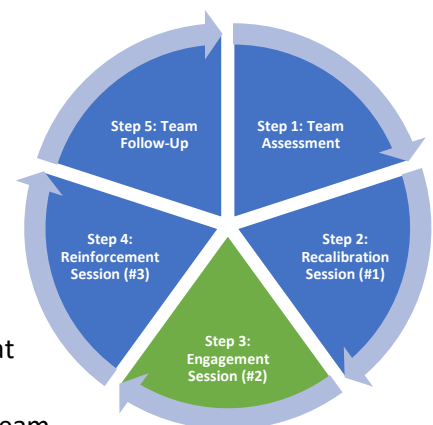 Step 5: Team
Follow-Up
Step 1: Team
Assessment
Step 4:
Reinforcement
Session (#3)
Step 2:
Recalibration
Session (#1)
Step 3:
Engagement
Session (#2)